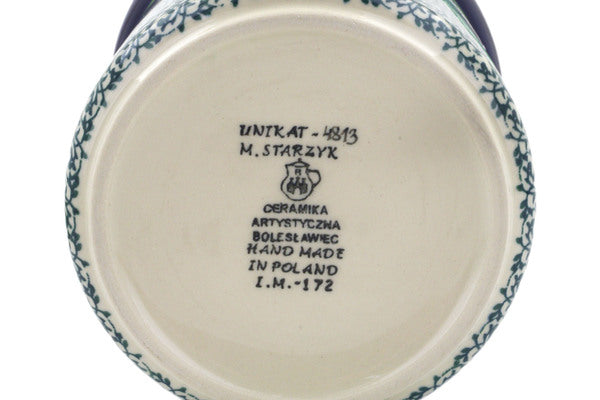 UNIKAT - 4813
M. STARZYK
CERAMIKA
ARTYSTYCZNA
BOLESŁAWIEC
HAND MADE
IN POLAND
I.M.-172